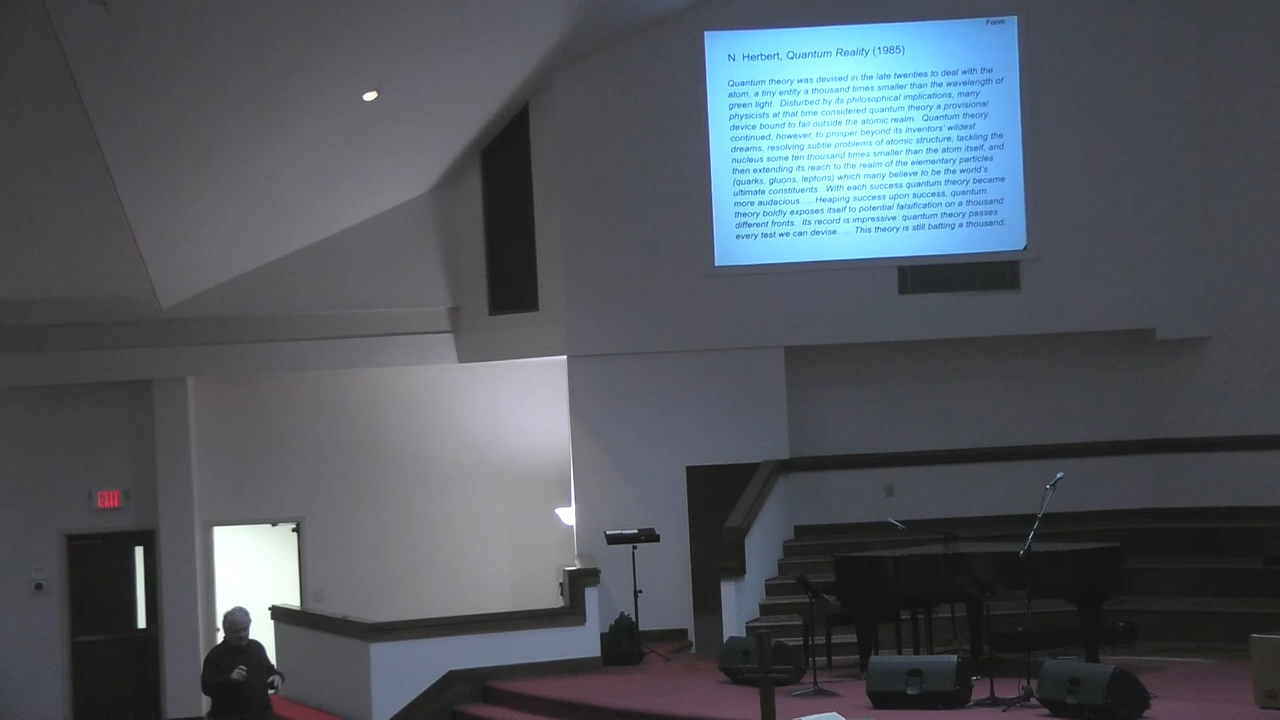 Form
N. Herbert, Quantum Reality (1985)
Quantum theory was devised in the late twenties to deal with the
atom, a tiny entity a thousand times smaller than the wavelength of
green light. Disturbed by its philosophical implications, many
physicists at that time considered quantum theory a provisional
device bound to fail outside the atomic realm. Quantum theory
continued, however, to prosper beyond its inventors' wildest
dreams, resolving subtle problems of atomic structure, tackling the
nucleus some ten thousand times smaller than the atom itself, and
then extending its reach to the realm of the elementary particles
(quarks, gluons, leptons) which many believe to be the world's
ultimate constituents. With each success quantum theory became
more audacious. ... Heaping success upon success, quantum
theory boldly exposes itself to potential falsification on a thousand
different fronts. Its record is impressive: quantum theory passes
every test we can devise. ... This theory is still batting a thousand.
EXIT